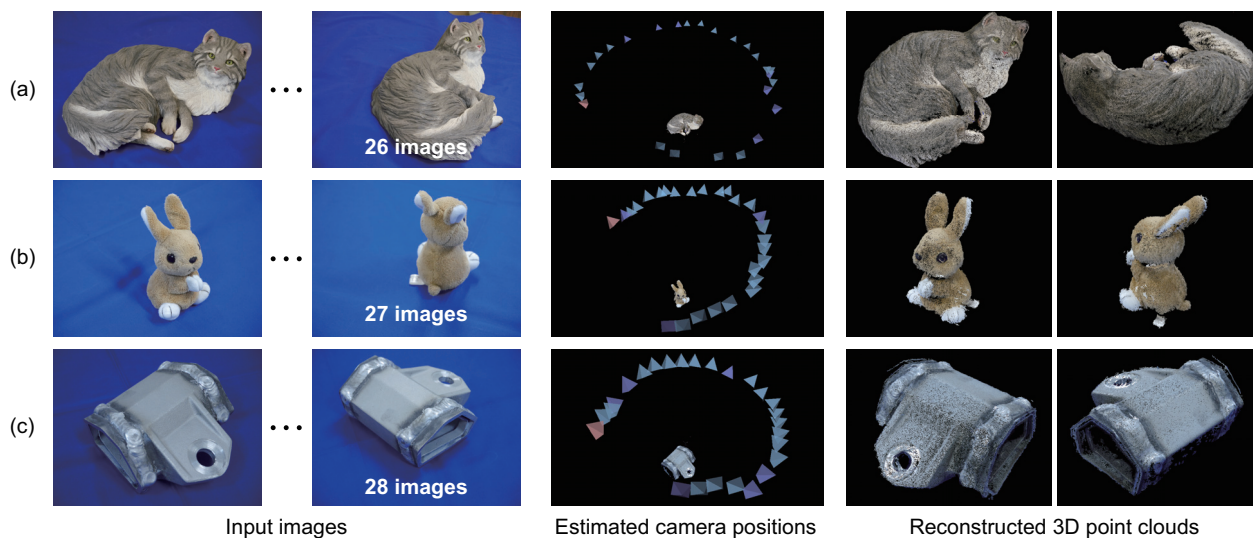 (a)
26 images
(b)
27 images
(c)
28 images
Input images
Estimated camera positions
Reconstructed 3D point clouds